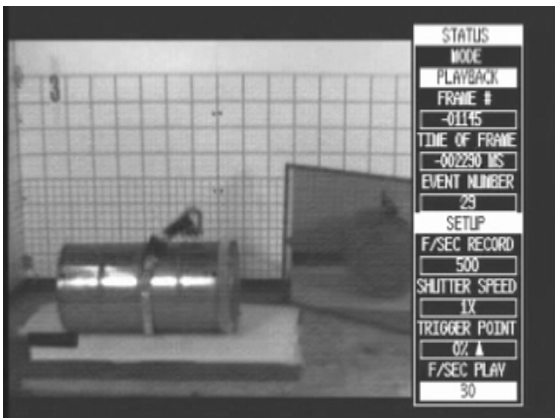 3
STATUS
MODE
PLAYBACK
FRAME #
-01145
TIME OF FRAME
-002290 MS
EVENT NUMBER
29
SETUP
F/SEC RECORD
500
SHUTTER SPEED
1X
TRIGGER POINT
0%
F/SEC PLAY
30